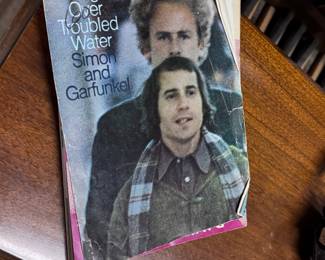 Over
Troubled
Water
Simon
and
Garfunkel